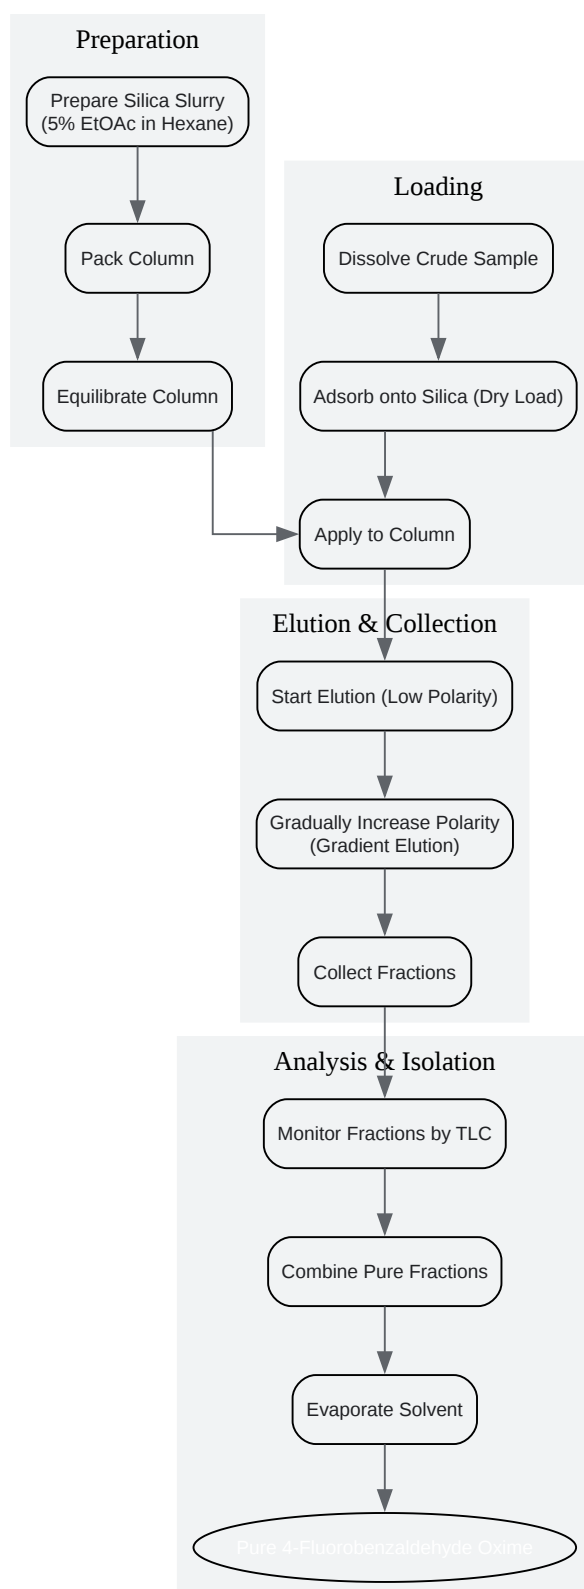 Preparation
Prepare Silica Slurry
(5% EtOAc in Hexane)
Pack Column
Equilibrate Column
Loading
Dissolve Crude Sample
Adsorb onto Silica (Dry Load)
Apply to Column
Elution & Collection
Start Elution (Low Polarity)
Gradually Increase Polarity
(Gradient Elution)
Collect Fractions
Analysis & Isolation
Monitor Fractions by TLC
Combine Pure Fractions
Evaporate Solvent
Pure 4-Fluorobenzaldehyde Oxime